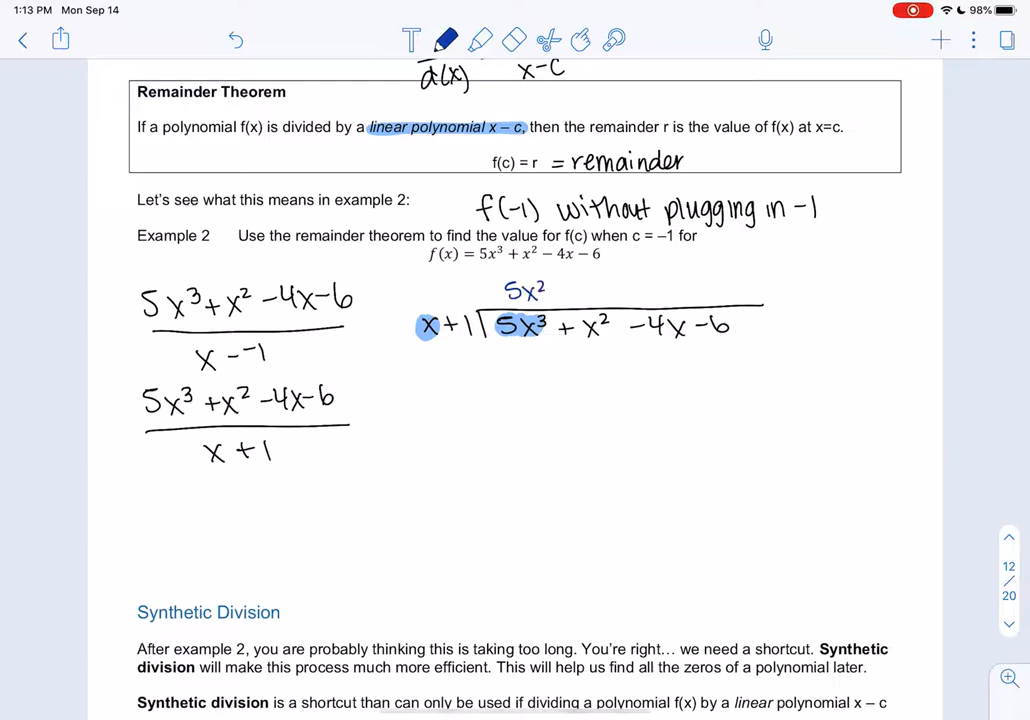 1:13 PM Mon Sep 14
98%
d(x) x-c
Remainder Theorem
If a polynomial f(x) is divided by a linear polynomial x – c, then the remainder r is the value of f(x) at x=c.
f(c) = r = remainder
Let's see what this means in example 2:
f(-1) without plugging in -1
Example 2 Use the remainder theorem to find the value for f(c) when c = –1 for
f(x) = 5x³ + x² − 4x − 6
5x³ + x² - 4x - 6
x - -1
5x³ + x² - 4x - 6
x + 1
5x²
x + 1 5x³ + x² - 4x - 6
12
/
20
Synthetic Division
After example 2, you are probably thinking this is taking too long. You're right… we need a shortcut. Synthetic
division will make this process much more efficient. This will help us find all the zeros of a polynomial later.
Synthetic division is a shortcut than can only be used if dividing a polynomial f(x) by a linear polynomial x – c